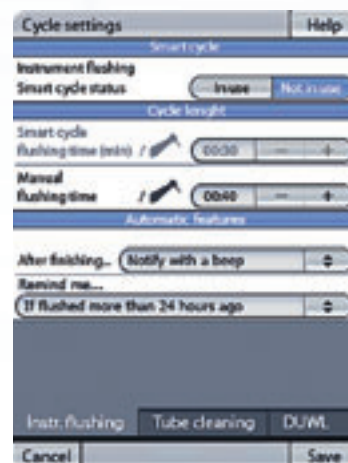 Cycle settings Help
Smart cycle
Instrument flushing
Smart cycle status In use Not in use
Cycle lenght
Smart cycle
flushing time (min) / 00:30 - +
Manual
flushing time / 00:40 - +
Automatic features
After finishing... Notify with a beep
Remind me...
If flushed more than 24 hours ago
Instr. flushing Tube cleaning DUWL
Cancel Save